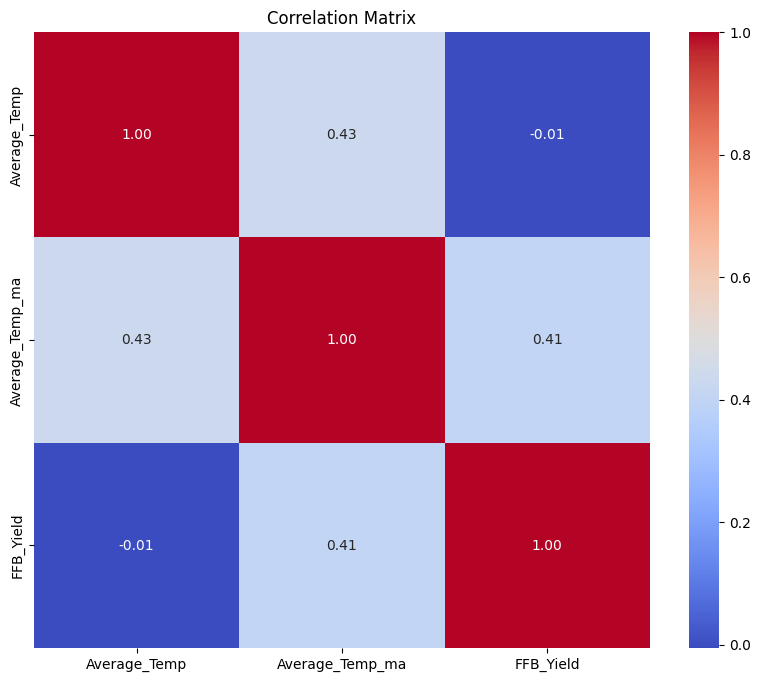 Correlation Matrix
Average_Temp
1.00
0.43
-0.01
Average_Temp_ma
0.43
1.00
0.41
FFB_Yield
-0.01
0.41
1.00
Average_Temp
Average_Temp_ma
FFB_Yield
1.0
0.8
0.6
0.4
0.2
0.0